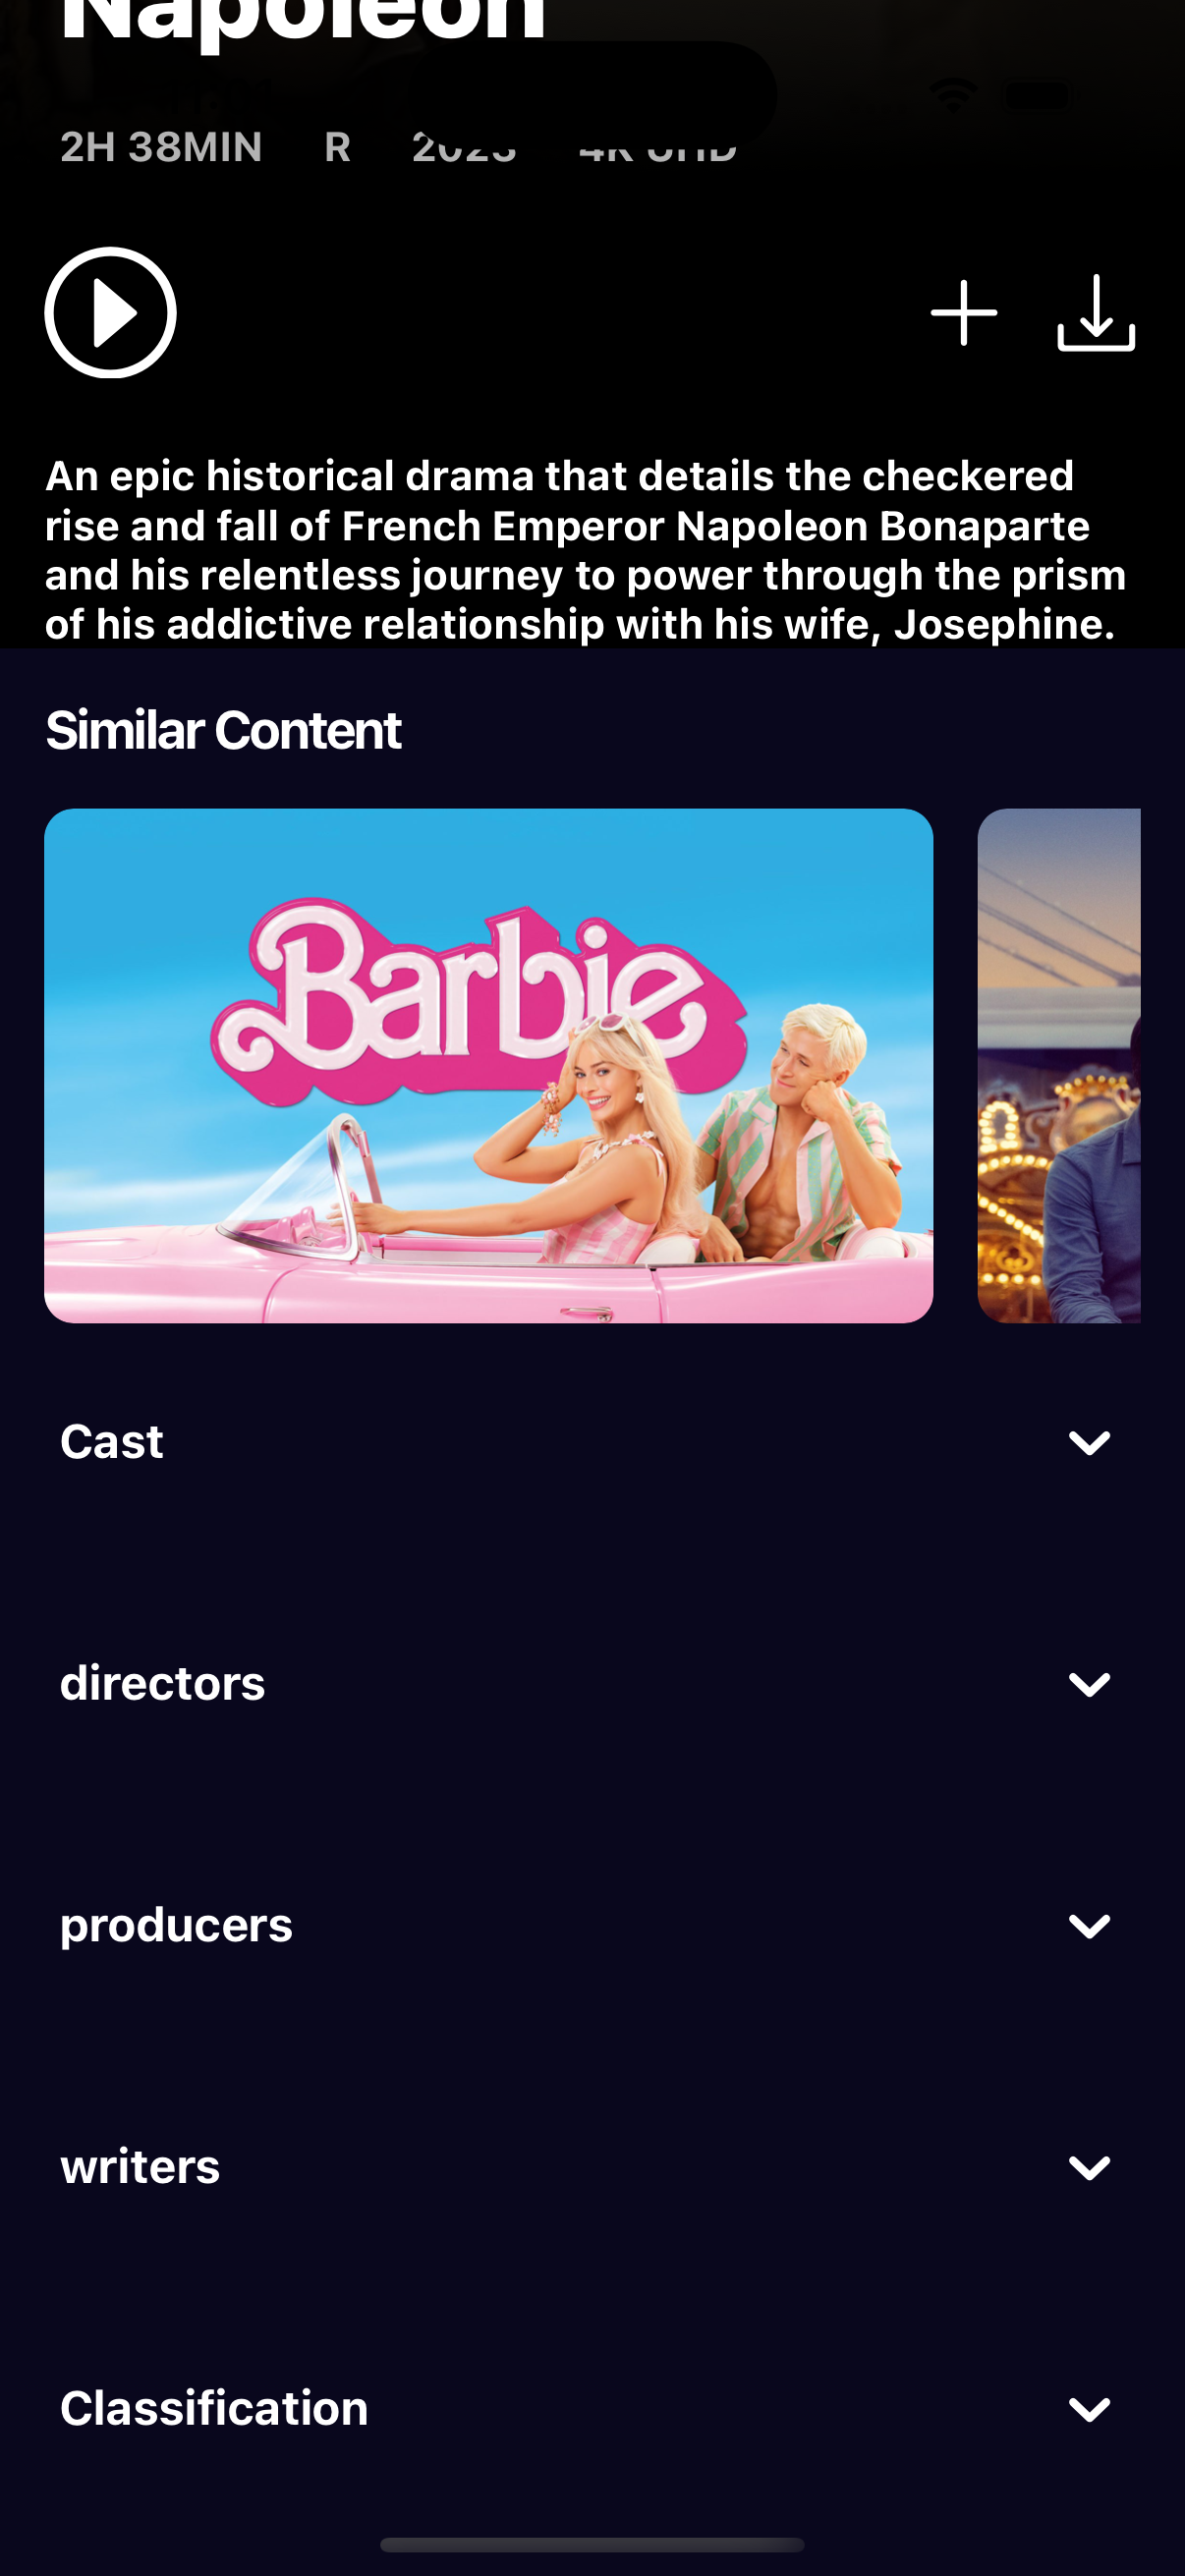 Napoleon
2H 38MIN R 2023 4K UHD
An epic historical drama that details the checkered
rise and fall of French Emperor Napoleon Bonaparte
and his relentless journey to power through the prism
of his addictive relationship with his wife, Josephine.
Similar Content
Barbie
Cast
directors
producers
writers
Classification